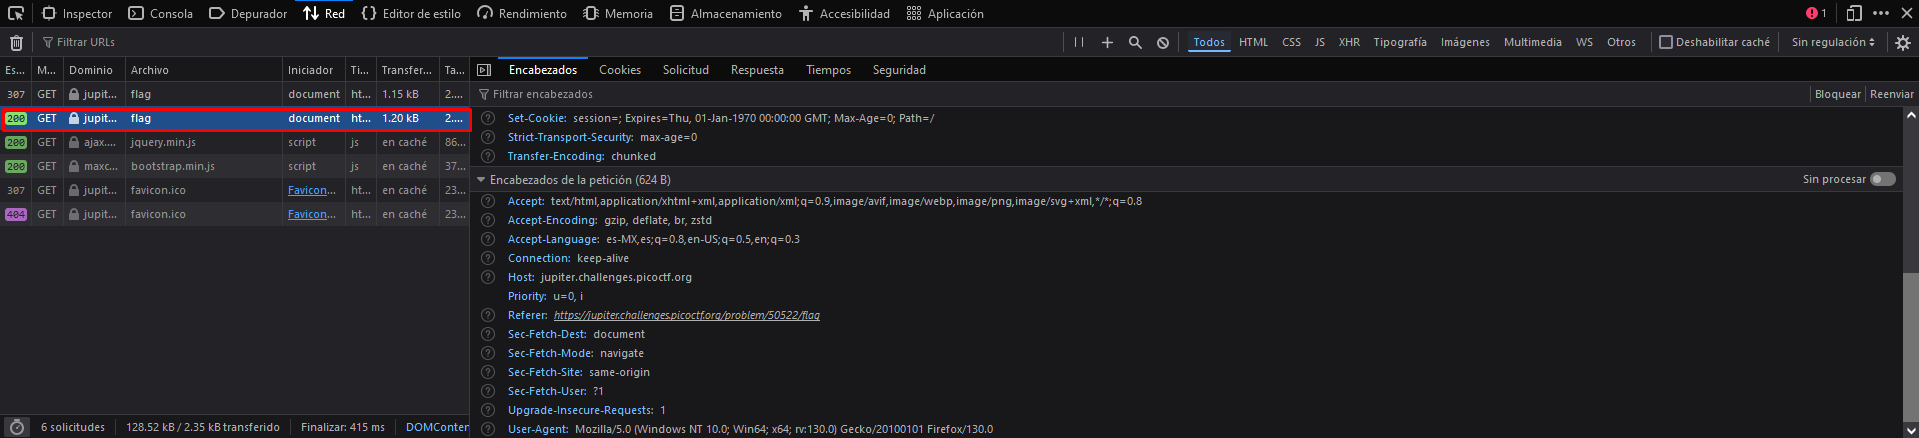 Inspector Consola Depurador Red Editor de estilo Rendimiento Memoria Almacenamiento Accesibilidad Aplicación 1
Filtrar URLs Todos HTML CSS JS XHR Tipografía Imágenes Multimedia WS Otros Deshabilitar caché Sin regulación
Es... M... Dominio Archivo Iniciador Ti... Transfer... Ta...
307 GET jupit... flag document ht... 1.15 kB 2....
200 GET jupit... flag document ht... 1.20 kB 2....
200 GET ajax.... jquery.min.js script js en caché 86...
200 GET maxc... bootstrap.min.js script js en caché 37...
307 GET jupit... favicon.ico Favicon... ht... en caché 23...
404 GET jupit... favicon.ico Favicon... ht... en caché 23...
6 solicitudes 128.52 kB / 2.35 kB transferido Finalizar: 415 ms DOMConten
Encabezados Cookies Solicitud Respuesta Tiempos Seguridad
Filtrar encabezados Bloquear Reenviar
Set-Cookie: session=; Expires=Thu, 01-Jan-1970 00:00:00 GMT; Max-Age=0; Path=/
Strict-Transport-Security: max-age=0
Transfer-Encoding: chunked
Encabezados de la petición (624 B) Sin procesar
Accept: text/html,application/xhtml+xml,application/xml;q=0.9,image/avif,image/webp,image/png,image/svg+xml,*/*;q=0.8
Accept-Encoding: gzip, deflate, br, zstd
Accept-Language: es-MX,es;q=0.8,en-US;q=0.5,en;q=0.3
Connection: keep-alive
Host: jupiter.challenges.picoctf.org
Priority: u=0, i
Referer: https://jupiter.challenges.picoctf.org/problem/50522/flag
Sec-Fetch-Dest: document
Sec-Fetch-Mode: navigate
Sec-Fetch-Site: same-origin
Sec-Fetch-User: ?1
Upgrade-Insecure-Requests: 1
User-Agent: Mozilla/5.0 (Windows NT 10.0; Win64; x64; rv:130.0) Gecko/20100101 Firefox/130.0